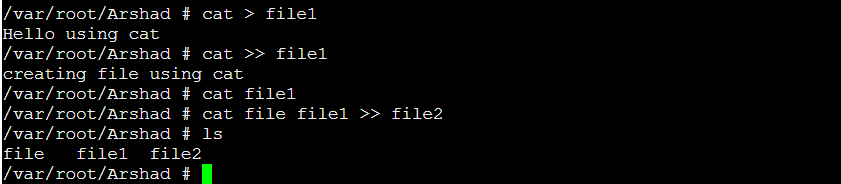 /var/root/Arshad # cat > file1
Hello using cat
/var/root/Arshad # cat >> file1
creating file using cat
/var/root/Arshad # cat file1
/var/root/Arshad # cat file file1 >> file2
/var/root/Arshad # ls
file   file1  file2
/var/root/Arshad #